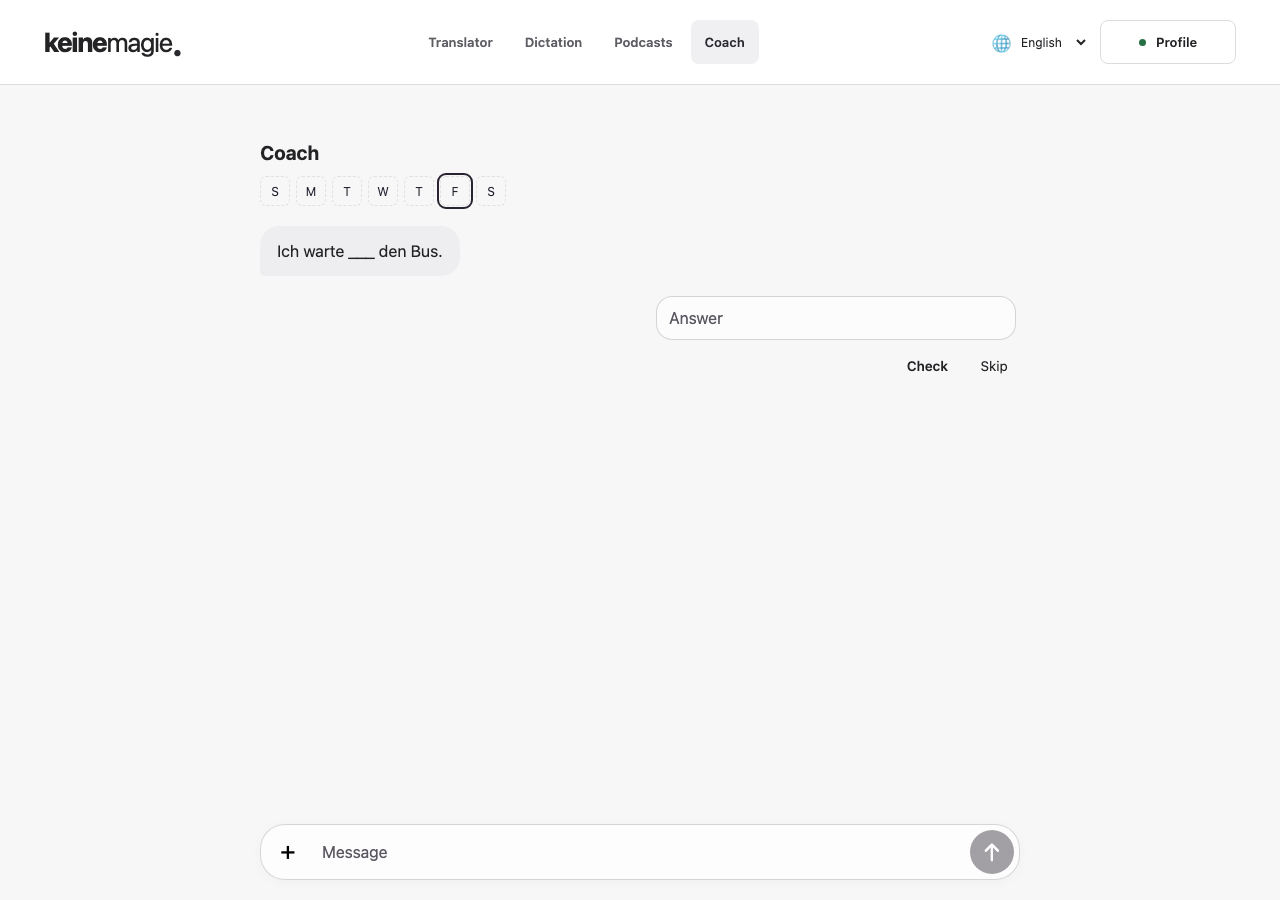 keinemagie.
Translator Dictation Podcasts Coach
English
Profile
Coach
S M T W T F S
Ich warte ___ den Bus.
Answer
Check Skip
+ Message